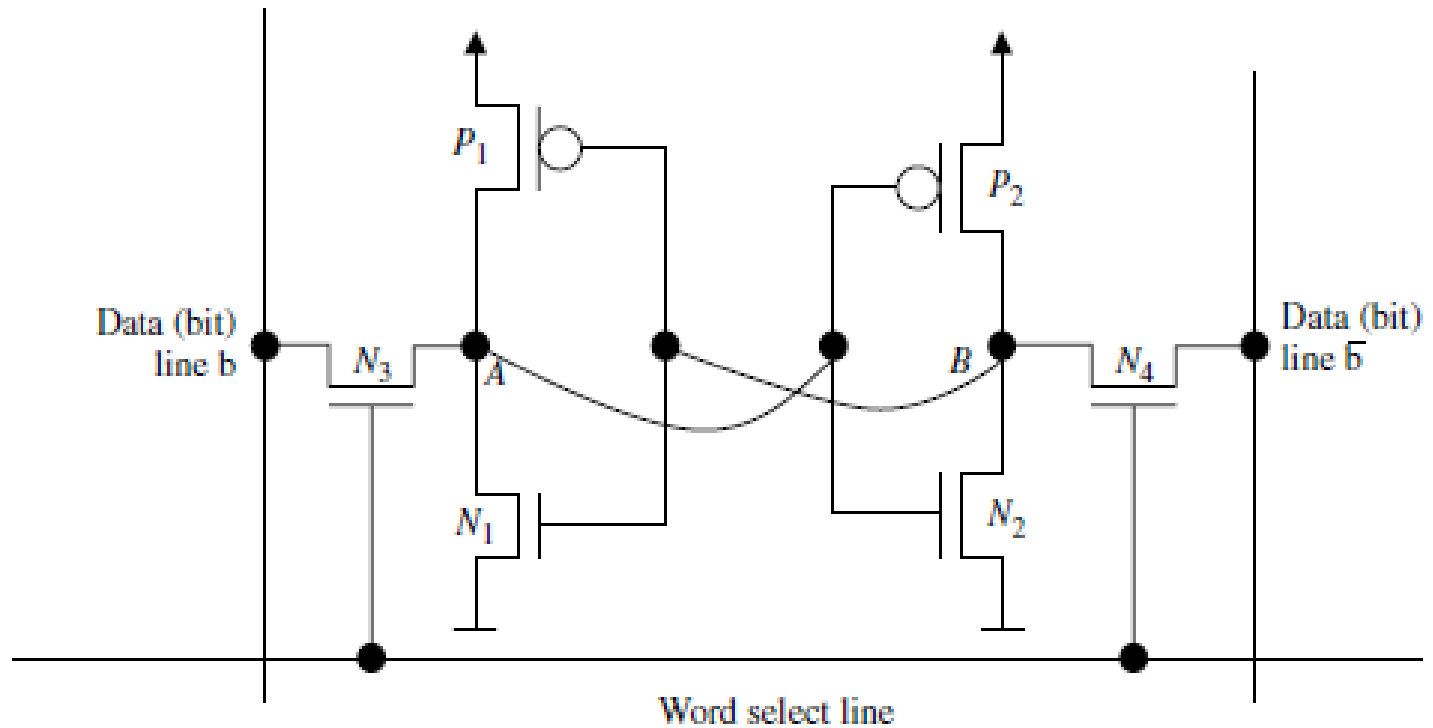 P₁
P₂
Data (bit)
line b
N₃
A
B
N₄
Data (bit)
line b̅
N₁
N₂
Word select line